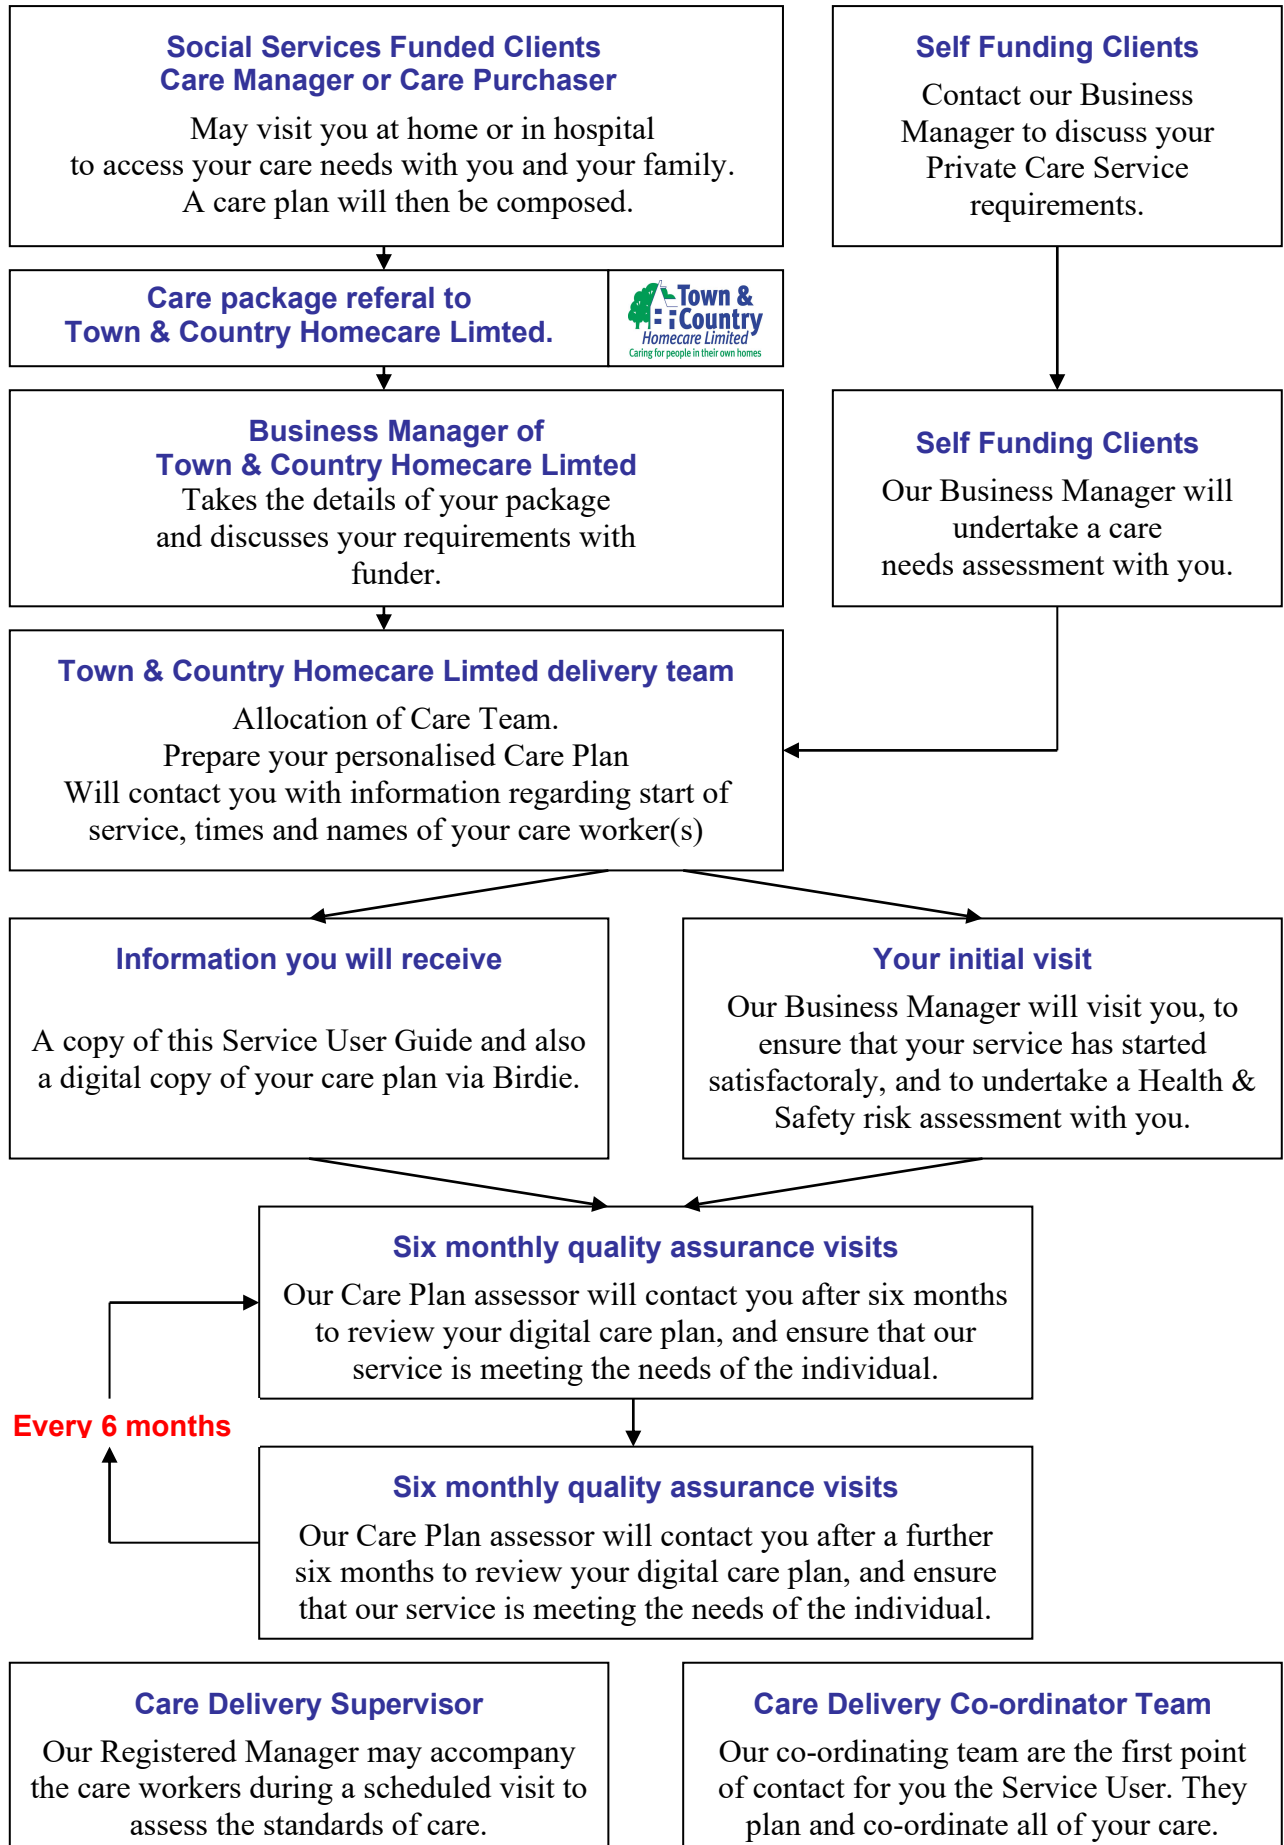 Social Services Funded Clients
Care Manager or Care Purchaser
May visit you at home or in hospital
to access your care needs with you and your family.
A care plan will then be composed.
Self Funding Clients
Contact our Business
Manager to discuss your
Private Care Service
requirements.
Care package referal to
Town & Country Homecare Limted.
Town &
Country
Homecare Limited
Caring for people in their own homes
Business Manager of
Town & Country Homecare Limted
Takes the details of your package
and discusses your requirements with
funder.
Self Funding Clients
Our Business Manager will
undertake a care
needs assessment with you.
Town & Country Homecare Limted delivery team
Allocation of Care Team.
Prepare your personalised Care Plan
Will contact you with information regarding start of
service, times and names of your care worker(s)
Information you will receive
A copy of this Service User Guide and also
a digital copy of your care plan via Birdie.
Your initial visit
Our Business Manager will visit you, to
ensure that your service has started
satisfactoraly, and to undertake a Health &
Safety risk assessment with you.
Six monthly quality assurance visits
Our Care Plan assessor will contact you after six months
to review your digital care plan, and ensure that our
service is meeting the needs of the individual.
Every 6 months
Six monthly quality assurance visits
Our Care Plan assessor will contact you after a further
six months to review your digital care plan, and ensure
that our service is meeting the needs of the individual.
Care Delivery Supervisor
Our Registered Manager may accompany
the care workers during a scheduled visit to
assess the standards of care.
Care Delivery Co-ordinator Team
Our co-ordinating team are the first point
of contact for you the Service User. They
plan and co-ordinate all of your care.